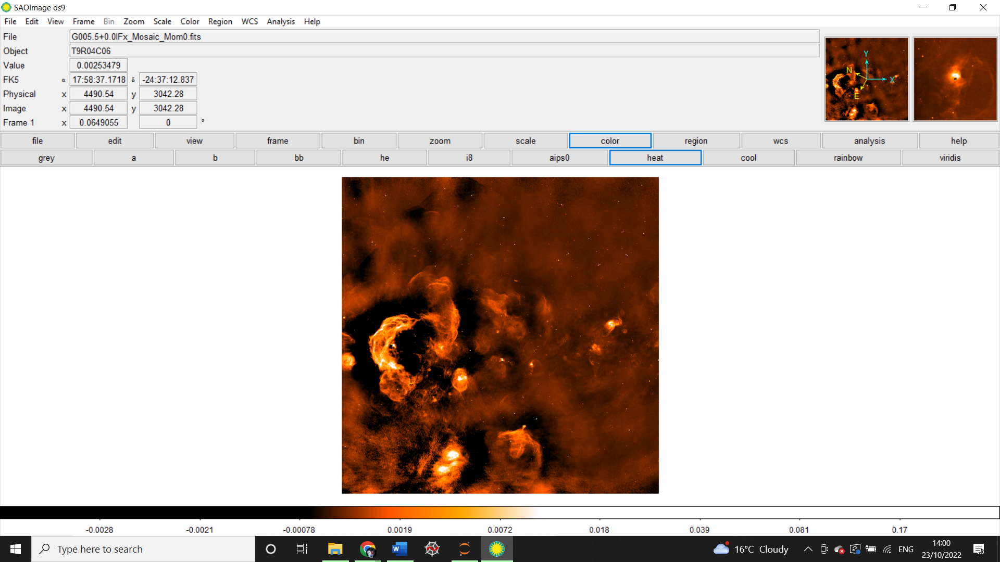 SAOImage ds9
File Edit View Frame Bin Zoom Scale Color Region WCS Analysis Help
File G005.5+0.0IFx_Mosaic_Mom0.fits
Object T9R04C06
Value 0.00253479
FK5 α 17:58:37.1718 δ -24:37:12.837
Physical x 4490.54 y 3042.28
Image x 4490.54 y 3042.28
Frame 1 x 0.0649055 0 °
Y
N
X
E
file edit view frame bin zoom scale color region wcs analysis help
grey a b bb he i8 aips0 heat cool rainbow viridis
-0.0028 -0.0021 -0.00078 0.0019 0.0072 0.018 0.039 0.081 0.17
Type here to search
W
16°C Cloudy
ENG
14:00
23/10/2022